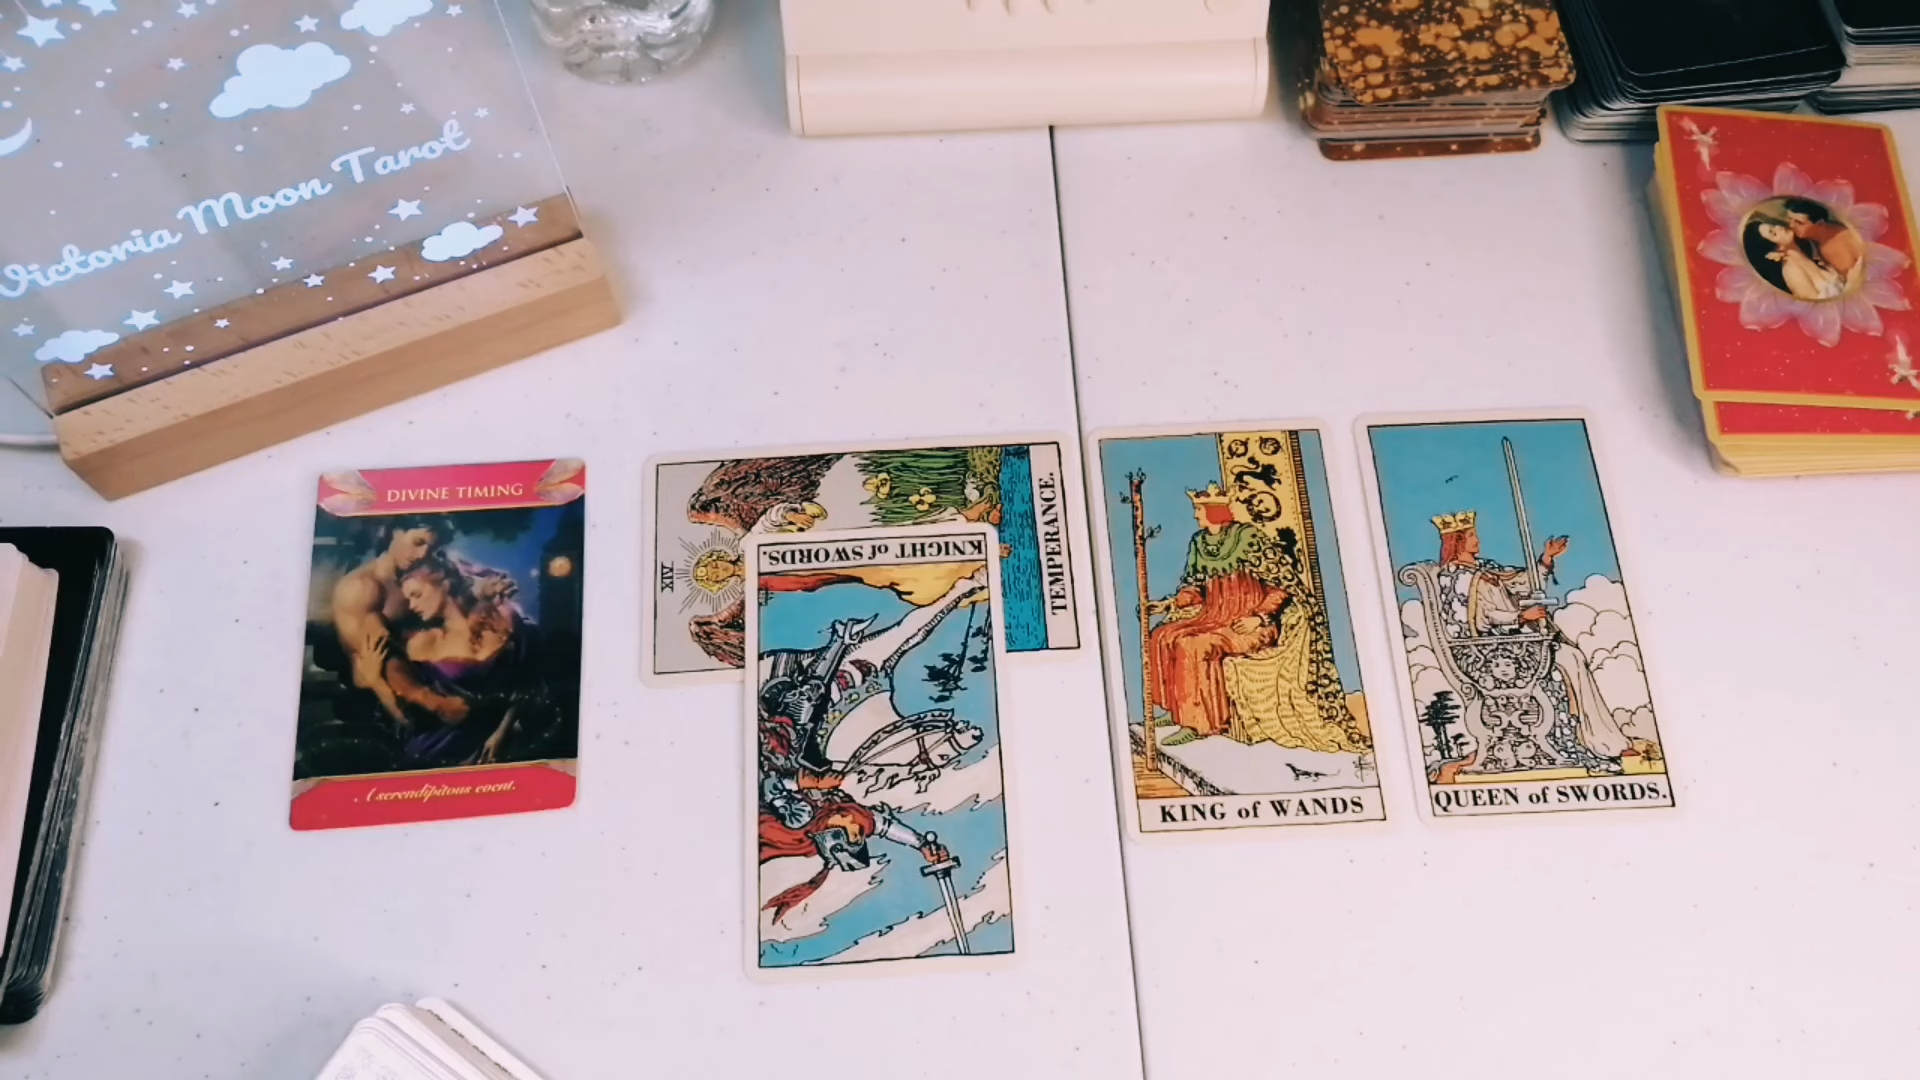 Victoria Moon Tarot
DIVINE TIMING
A serendipitous event.
XIV
TEMPERANCE.
KNIGHT of SWORDS.
KING of WANDS
QUEEN of SWORDS.